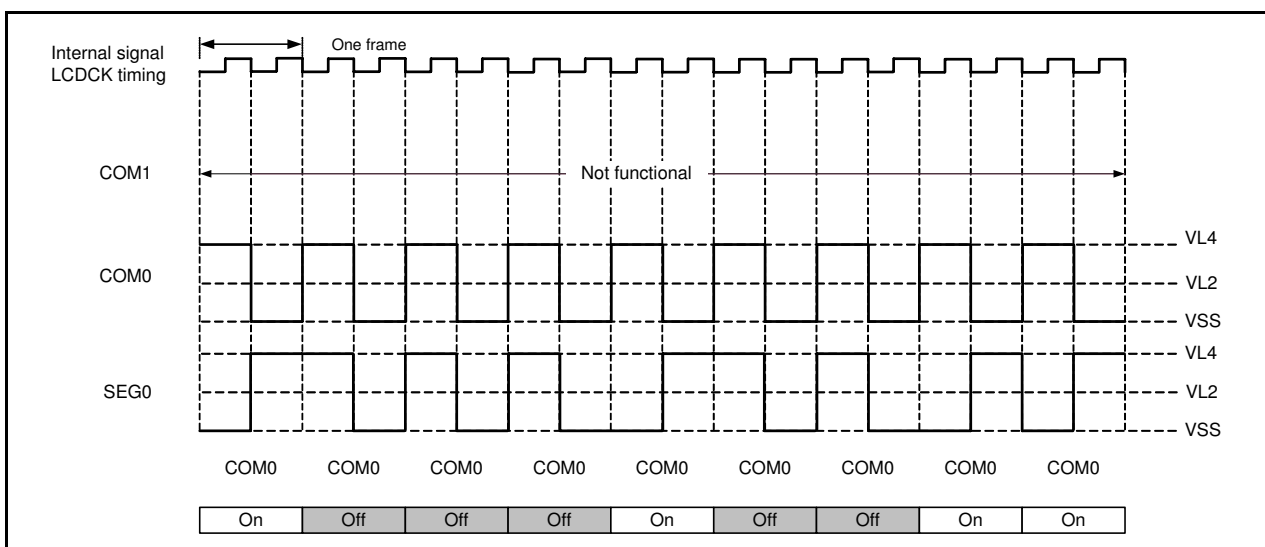 Internal signal
LCDCK timing
One frame
COM1
Not functional
COM0
VL4
VL2
VSS
SEG0
VL4
VL2
VSS
COM0 COM0 COM0 COM0 COM0 COM0 COM0 COM0 COM0
On Off Off Off On Off Off On On